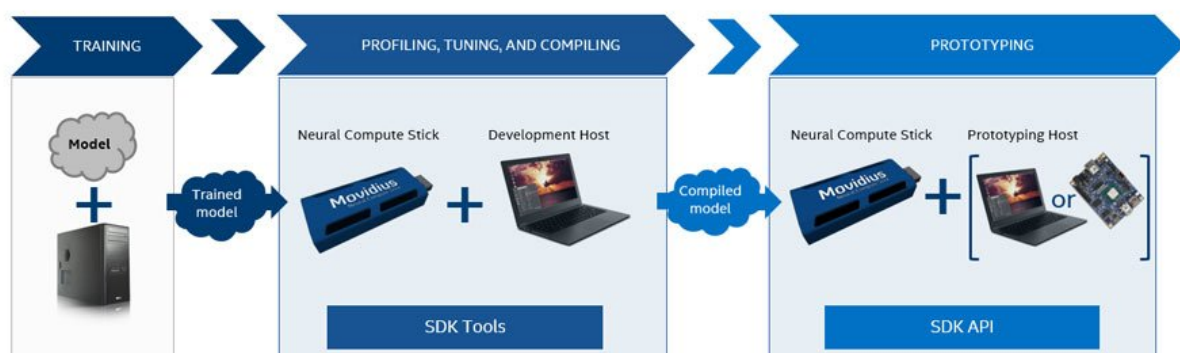 TRAINING
PROFILING, TUNING, AND COMPILING
PROTOTYPING
Model
Trained
model
Neural Compute Stick
Development Host
Movidius
SDK Tools
Compiled
model
Neural Compute Stick
Prototyping Host
Movidius
or
SDK API